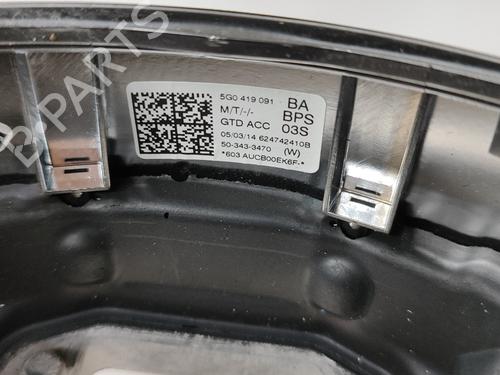 5G0 419 091 BA
M/T/-/- BPS
GTD ACC 03S
05/03/14 624742410B
50-343-3470 (W)
*603 AUCB00EK6F.*
B-PARTS